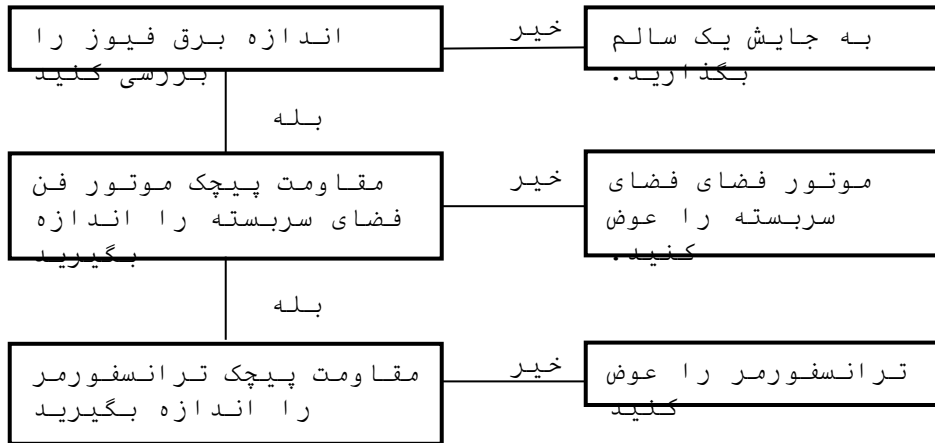 اندازه برق فیوز را
بررسی کنید
خیر
به جایش یک سالم
بگذارید.
بله
مقاومت پیچک موتور فن
فضای سربسته را اندازه
بگیرید
خیر
موتور فضای فضای
سربسته را عوض
کنید.
بله
مقاومت پیچک ترانسفورمر
را اندازه بگیرید
خیر
ترانسفورمر را عوض
کنید